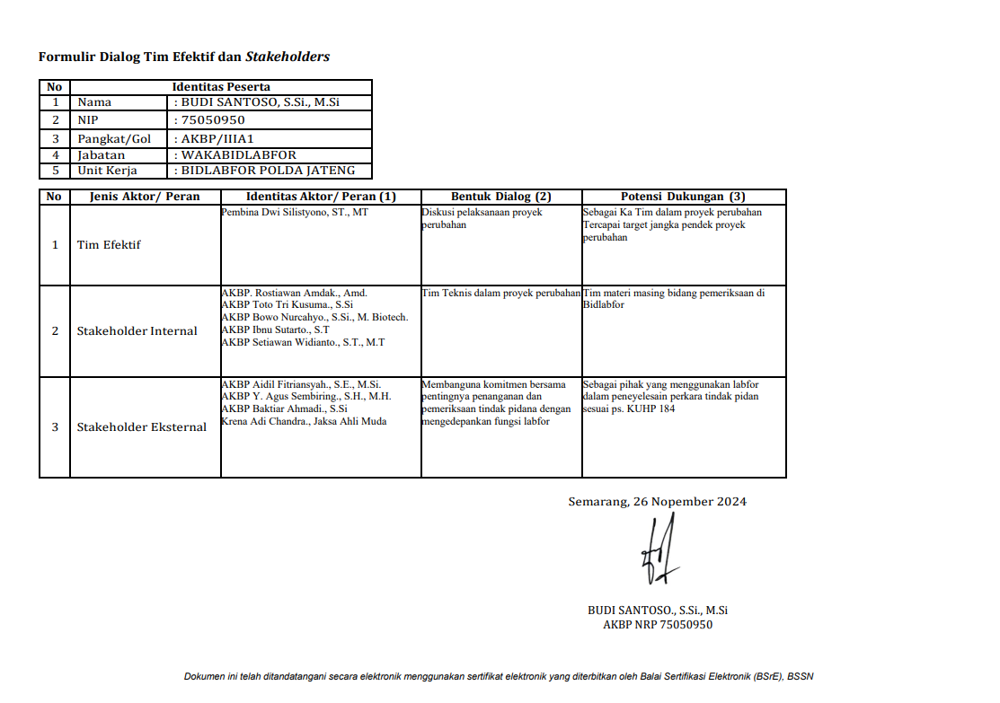 Formulir Dialog Tim Efektif dan Stakeholders
No Identitas Peserta
1 Nama : BUDI SANTOSO, S.Si., M.Si
2 NIP : 75050950
3 Pangkat/Gol : AKBP/IIIA1
4 Jabatan : WAKABIDLABFOR
5 Unit Kerja : BIDLABFOR POLDA JATENG
No Jenis Aktor/ Peran Identitas Aktor/ Peran (1) Bentuk Dialog (2) Potensi Dukungan (3)
1 Tim Efektif
Pembina Dwi Silistyono, ST., MT
Diskusi pelaksanaan proyek
perubahan
Sebagai Ka Tim dalam proyek perubahan
Tercapai target jangka pendek proyek
perubahan
2 Stakeholder Internal
AKBP. Rostiawan Amdak., Amd.
AKBP Toto Tri Kusuma., S.Si
AKBP Bowo Nurcahyo., S.Si., M. Biotech.
AKBP Ibnu Sutarto., S.T
AKBP Setiawan Widianto., S.T., M.T
Tim Teknis dalam proyek perubahan
Tim materi masing bidang pemeriksaan di
Bidlabfor
3 Stakeholder Eksternal
AKBP Aidil Fitriansyah., S.E., M.Si.
AKBP Y. Agus Sembiring., S.H., M.H.
AKBP Baktiar Ahmadi., S.Si
Krena Adi Chandra., Jaksa Ahli Muda
Membanguna komitmen bersama
pentingnya penanganan dan
pemeriksaan tindak pidana dengan
mengedepankan fungsi labfor
Sebagai pihak yang menggunakan labfor
dalam peneyelesain perkara tindak pidan
sesuai ps. KUHP 184
Semarang, 26 Nopember 2024
BUDI SANTOSO., S.Si., M.Si
AKBP NRP 75050950
Dokumen ini telah ditandatangani secara elektronik menggunakan sertifikat elektronik yang diterbitkan oleh Balai Sertifikasi Elektronik (BSrE), BSSN